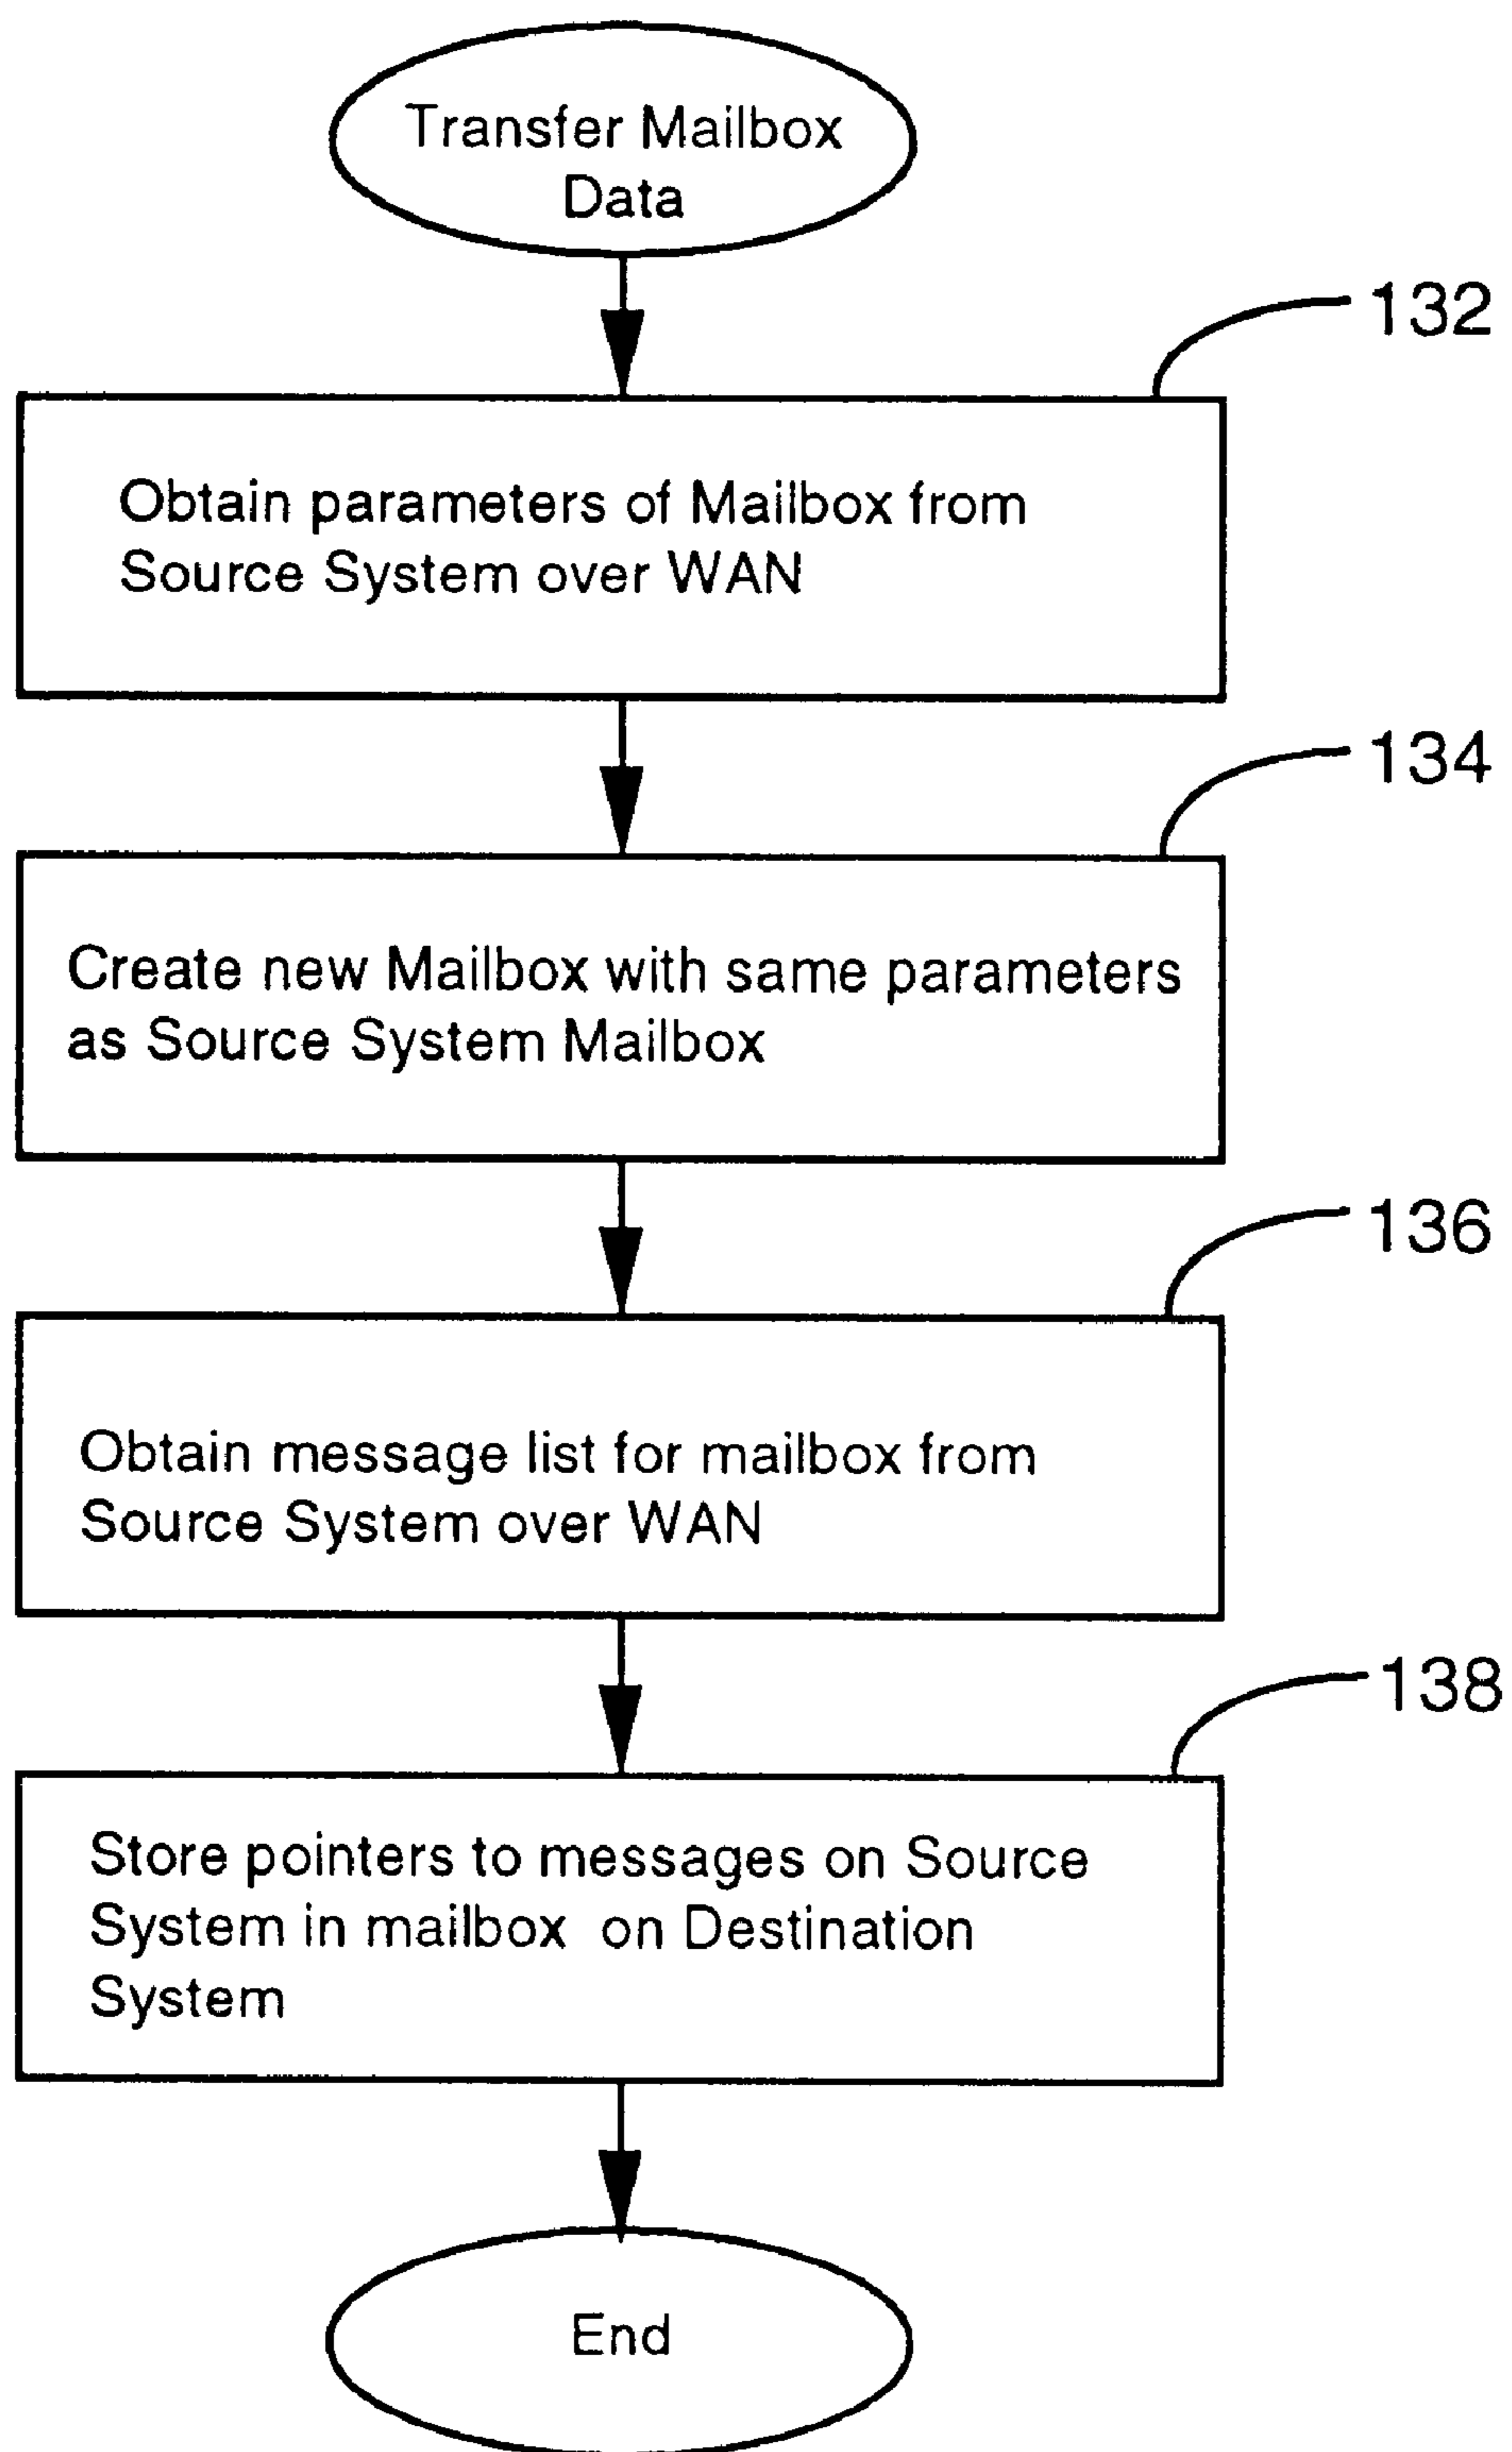 Transfer Mailbox
Data
132
Obtain parameters of Mailbox from
Source System over WAN
134
Create new Mailbox with same parameters
as Source System Mailbox
136
Obtain message list for mailbox from
Source System over WAN
138
Store pointers to messages on Source
System in mailbox on Destination
System
End